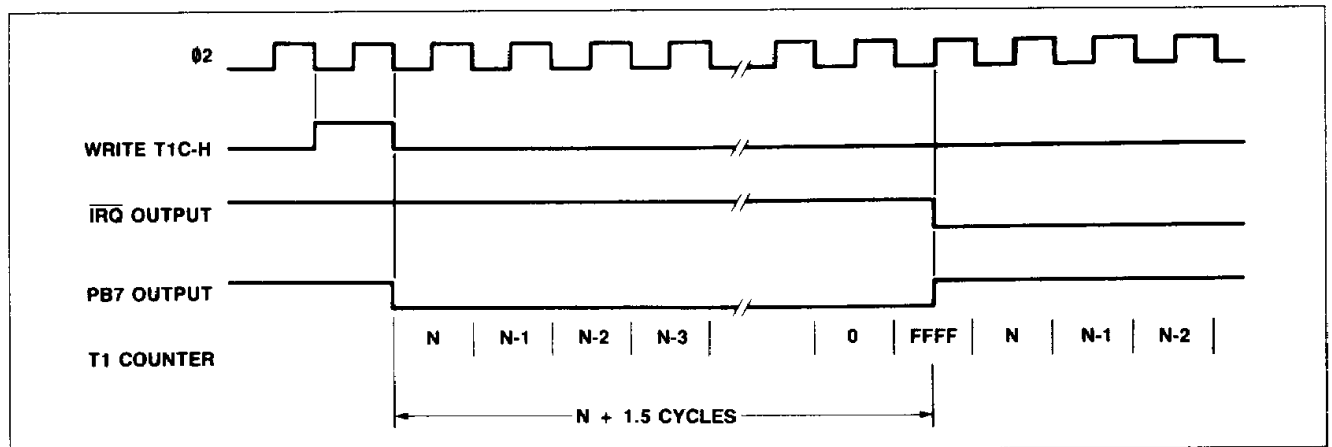 Ø2
WRITE T1C-H
IRQ OUTPUT
PB7 OUTPUT
T1 COUNTER
N N-1 N-2 N-3 0 FFFF N N-1 N-2
N + 1.5 CYCLES